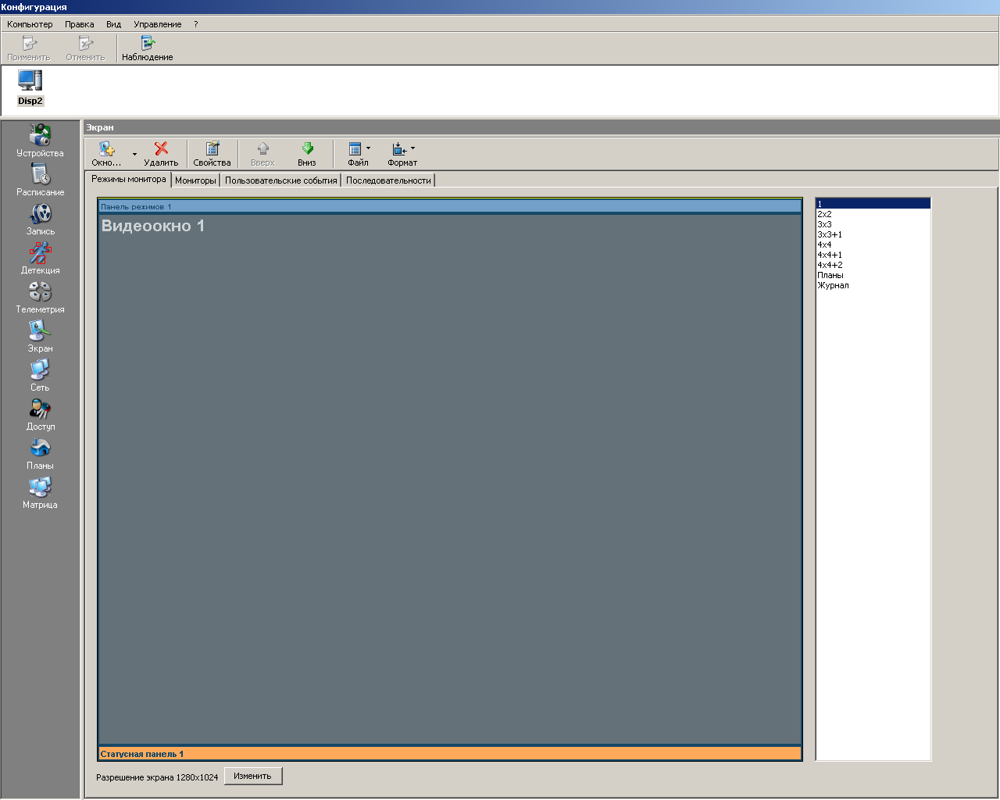 Конфигурация
Компьютер Правка Вид Управление ?
Применить Отменить Наблюдение
Disp2
Экран
Устройства
Расписание
Запись
Детекция
Телеметрия
Экран
Сеть
Доступ
Планы
Матрица
Окно... Удалить Свойства Вверх Вниз Файл Формат
Режимы монитора Мониторы Пользовательские события Последовательности
Панель режимов 1
Видеоокно 1
Статусная панель 1
1
2x2
3x3
3x3+1
4x4
4x4+1
4x4+2
Планы
Журнал
Разрешение экрана 1280x1024 Изменить